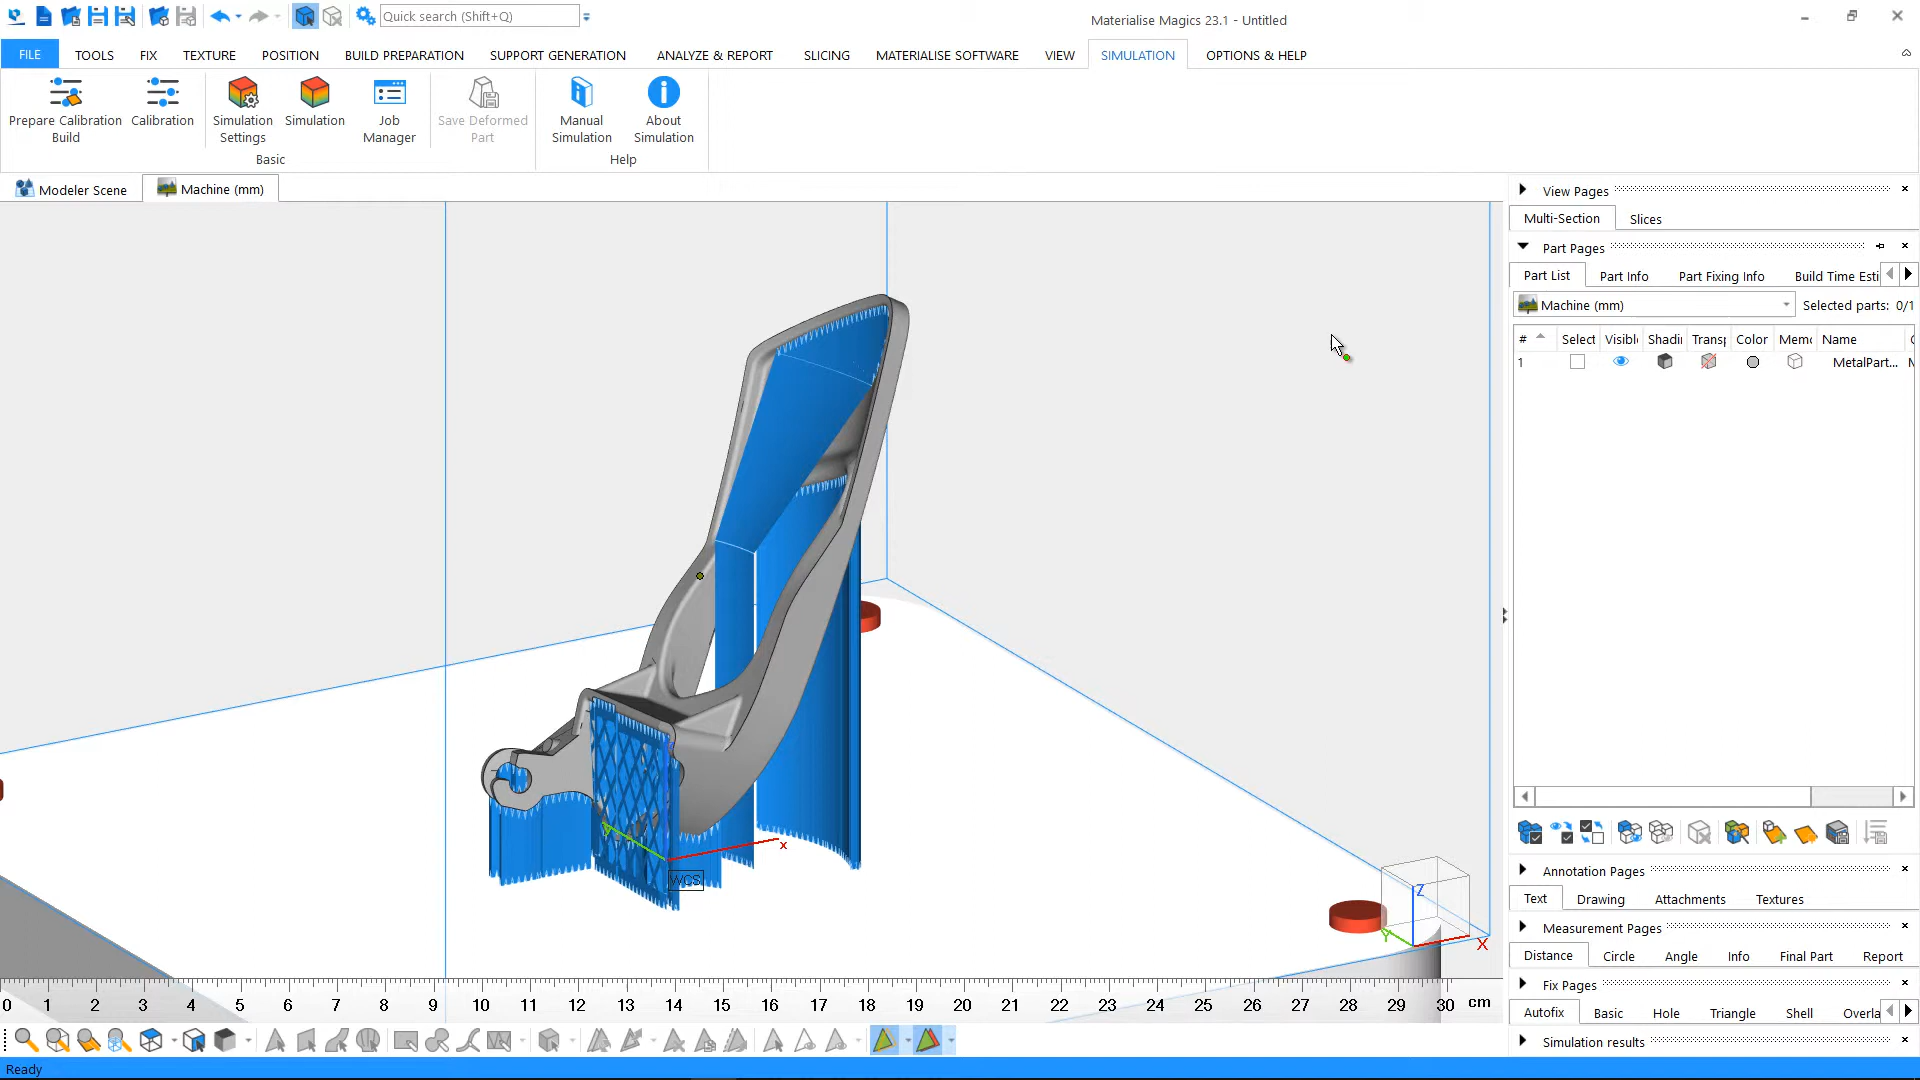 Quick search (Shift+Q)
Materialise Magics 23.1 - Untitled
FILE TOOLS FIX TEXTURE POSITION BUILD PREPARATION SUPPORT GENERATION ANALYZE & REPORT SLICING MATERIALISE SOFTWARE VIEW SIMULATION OPTIONS & HELP
Prepare Calibration Build
Calibration
Simulation Settings
Simulation
Job Manager
Save Deformed Part
Manual Simulation
About Simulation
Basic
Help
Modeler Scene
Machine (mm)
View Pages
Multi-Section Slices
Part Pages
Part List Part Info Part Fixing Info Build Time Esti
Machine (mm) Selected parts: 0/1
# Select Visibl Shadi Transp Color Memo Name
1 MetalPart...
x
WCS
Z
Y
X
0 1 2 3 4 5 6 7 8 9 10 11 12 13 14 15 16 17 18 19 20 21 22 23 24 25 26 27 28 29 30 cm
Annotation Pages
Text Drawing Attachments Textures
Measurement Pages
Distance Circle Angle Info Final Part Report
Fix Pages
Autofix Basic Hole Triangle Shell Overla
Simulation results
Ready